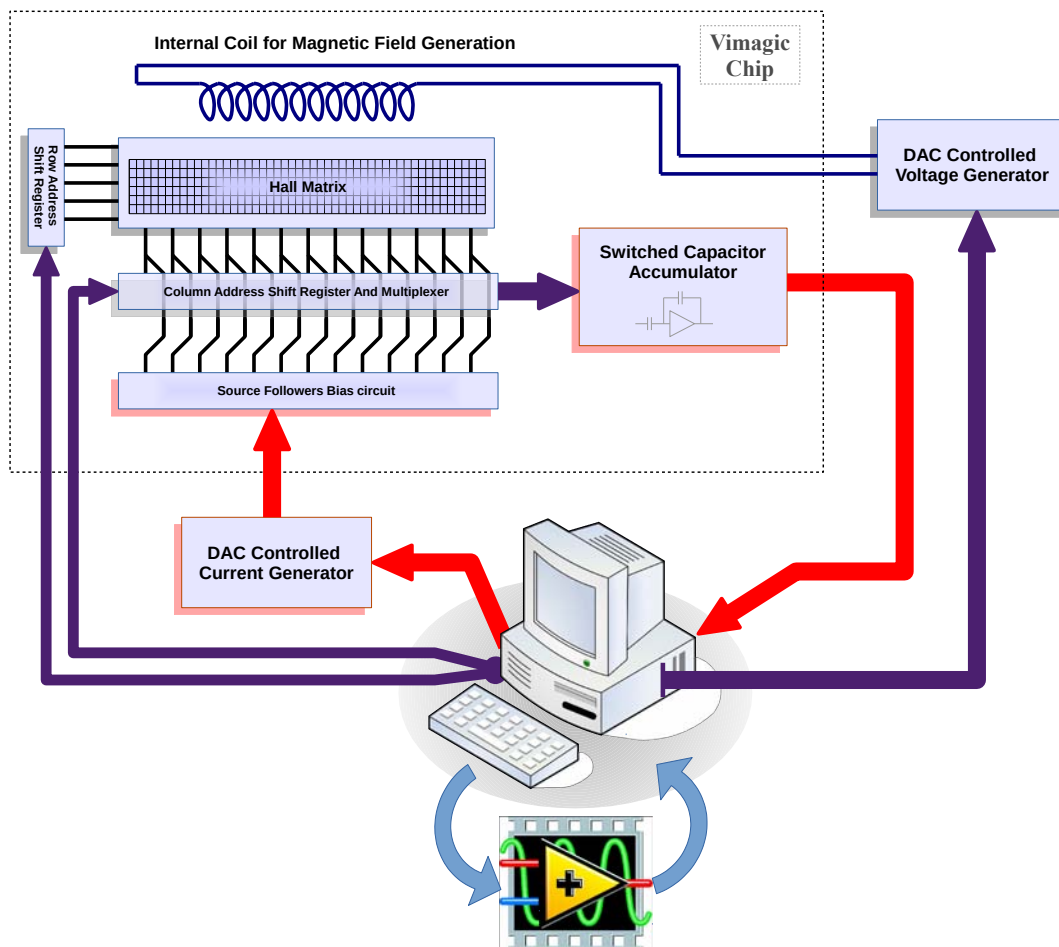 Internal Coil for Magnetic Field Generation
Vimagic
Chip
Row Address
Shift Register
Hall Matrix
DAC Controlled
Voltage Generator
Switched Capacitor
Accumulator
Column Address Shift Register And Multiplexer
Source Followers Bias circuit
DAC Controlled
Current Generator